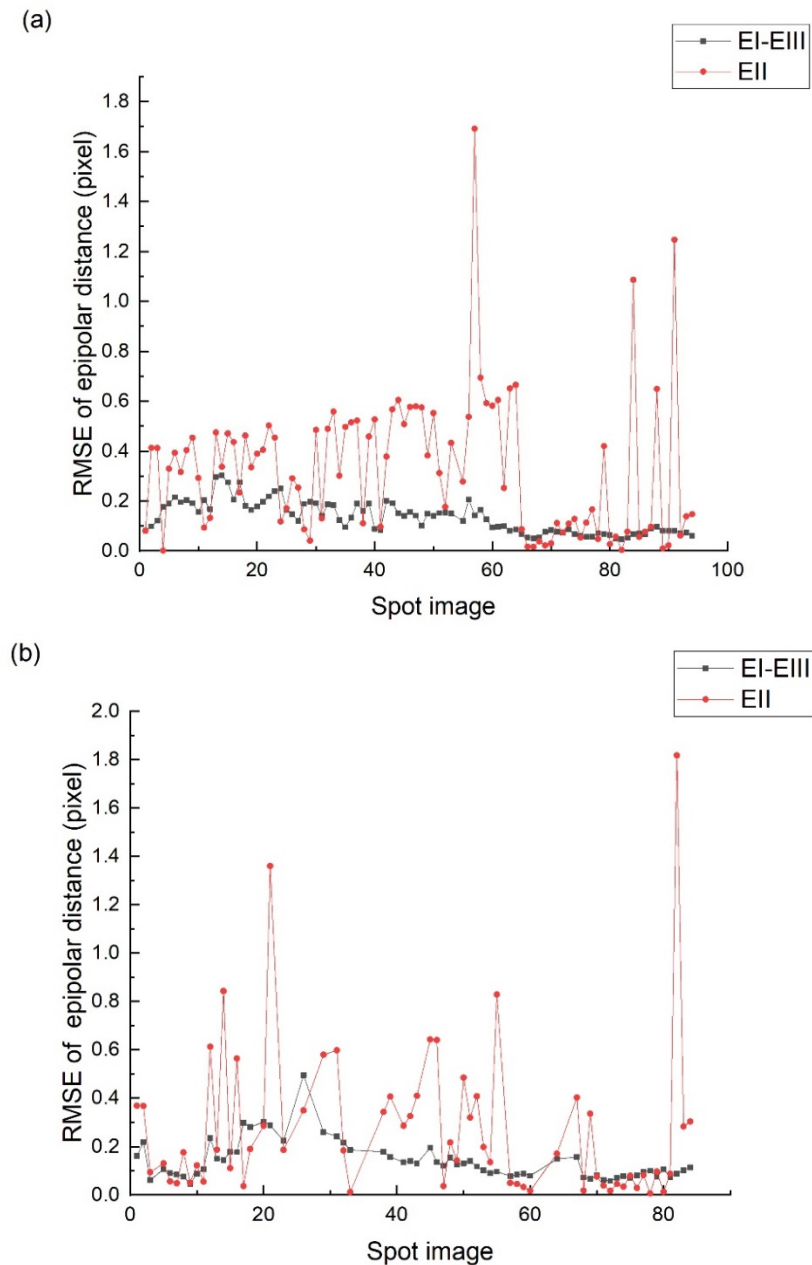 (a)
EI-EIII
EII
RMSE of epipolar distance (pixel)
1.8
1.6
1.4
1.2
1.0
0.8
0.6
0.4
0.2
0.0
0 20 40 60 80 100
Spot image
(b)
EI-EIII
EII
RMSE of epipolar distance (pixel)
2.0
1.8
1.6
1.4
1.2
1.0
0.8
0.6
0.4
0.2
0.0
0 20 40 60 80
Spot image